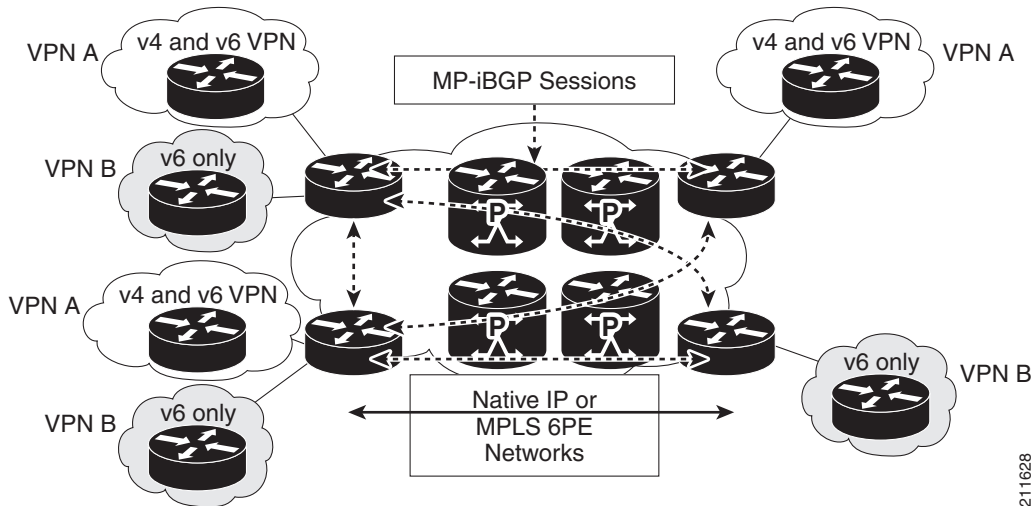 VPN A
v4 and v6 VPN
MP-iBGP Sessions
v4 and v6 VPN
VPN A
VPN B
v6 only
P
P
VPN A
v4 and v6 VPN
P
P
VPN B
v6 only
Native IP or
MPLS 6PE
Networks
v6 only
VPN B
211628